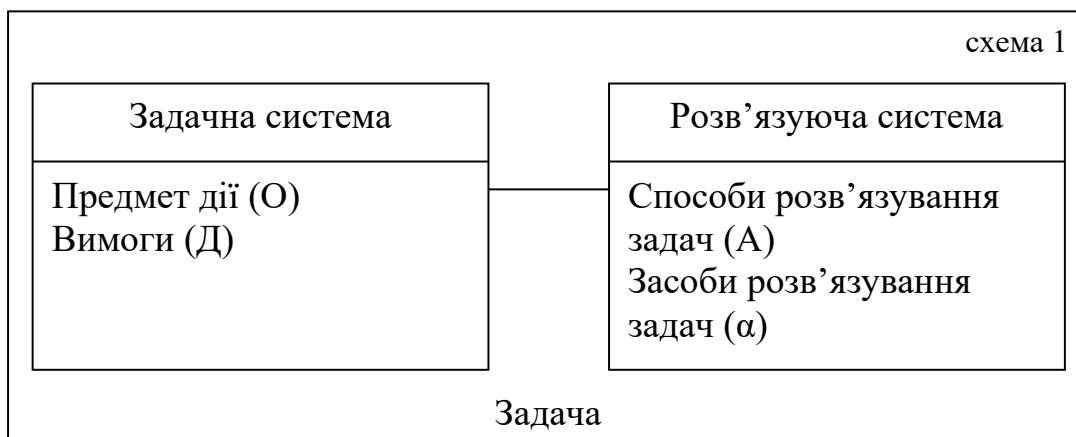 схема 1
Задачна система
Предмет дії (О)
Вимоги (Д)
Розв’язуюча система
Способи розв’язування
задач (А)
Засоби розв’язування
задач (α)
Задача